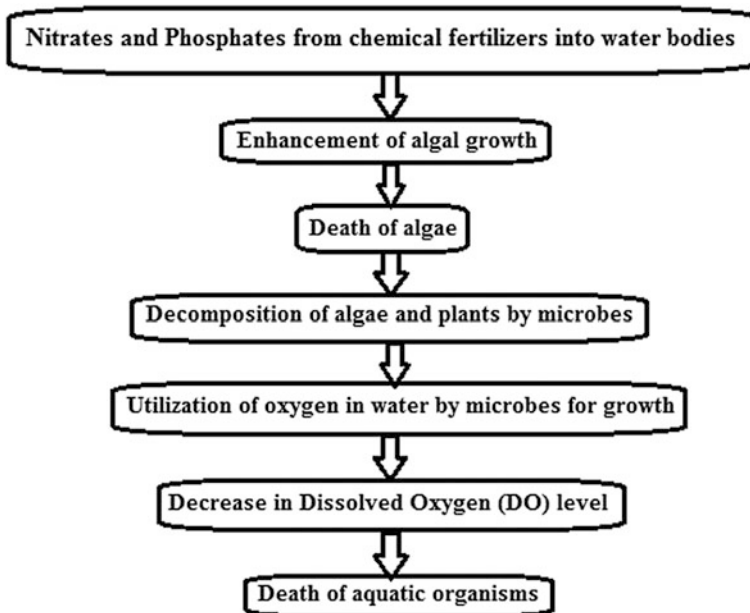 Nitrates and Phosphates from chemical fertilizers into water bodies
Enhancement of algal growth
Death of algae
Decomposition of algae and plants by microbes
Utilization of oxygen in water by microbes for growth
Decrease in Dissolved Oxygen (DO) level
Death of aquatic organisms